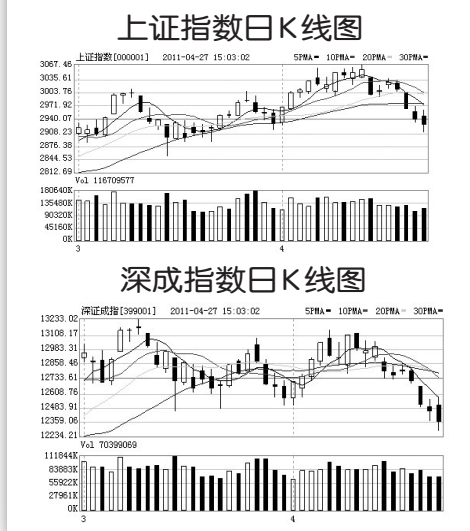 上证指数日K线图
上证指数[000001] 2011-04-27 15:03:02 5PMA 10PMA 20PMA 30PMA
3067.46
3035.61
3003.76
2971.92
2940.07
2908.23
2876.38
2844.53
2812.69
Vol 116709577
180640K
135480K
90320K
45160K
0K
3 4
深成指数日K线图
深证成指[399001] 2011-04-27 15:03:02 5PMA 10PMA 20PMA 30PMA
13233.02
13108.17
12983.31
12858.46
12733.61
12608.76
12483.91
12359.06
12234.21
Vol 70399069
111844K
83883K
55922K
27961K
0K
3 4